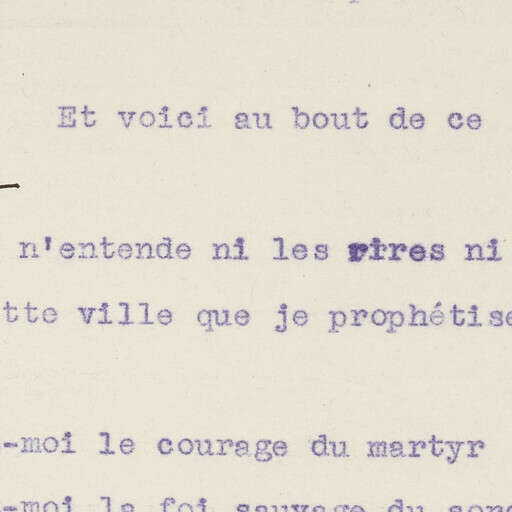 Et voici au bout de ce
n'entende ni les rires ni
tte ville que je prophétise
-moi le courage du martyr
-moi la foi sauvage du